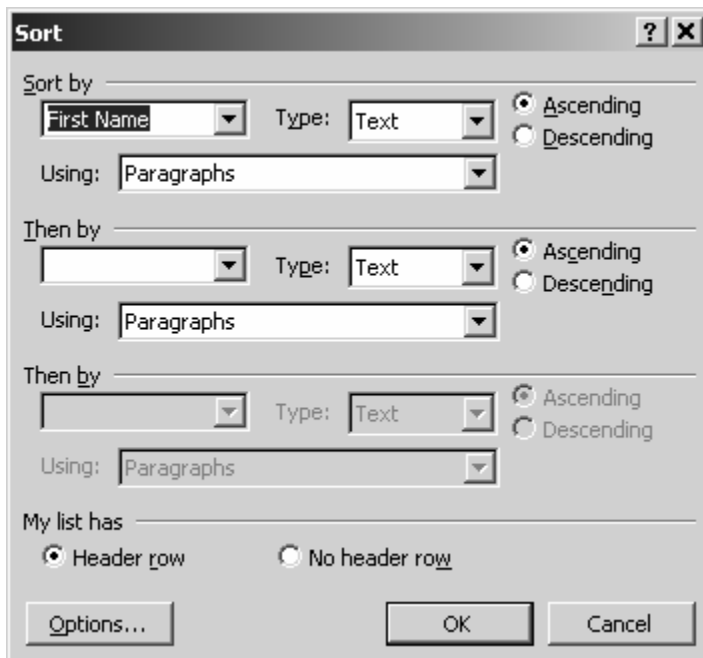 Sort ?
Sort by
First Name Type: Text Ascending
Descending
Using: Paragraphs
Then by
Type: Text Ascending
Descending
Using: Paragraphs
Then by
Type: Text Ascending
Descending
Using: Paragraphs
My list has
Header row No header row
Options... OK Cancel